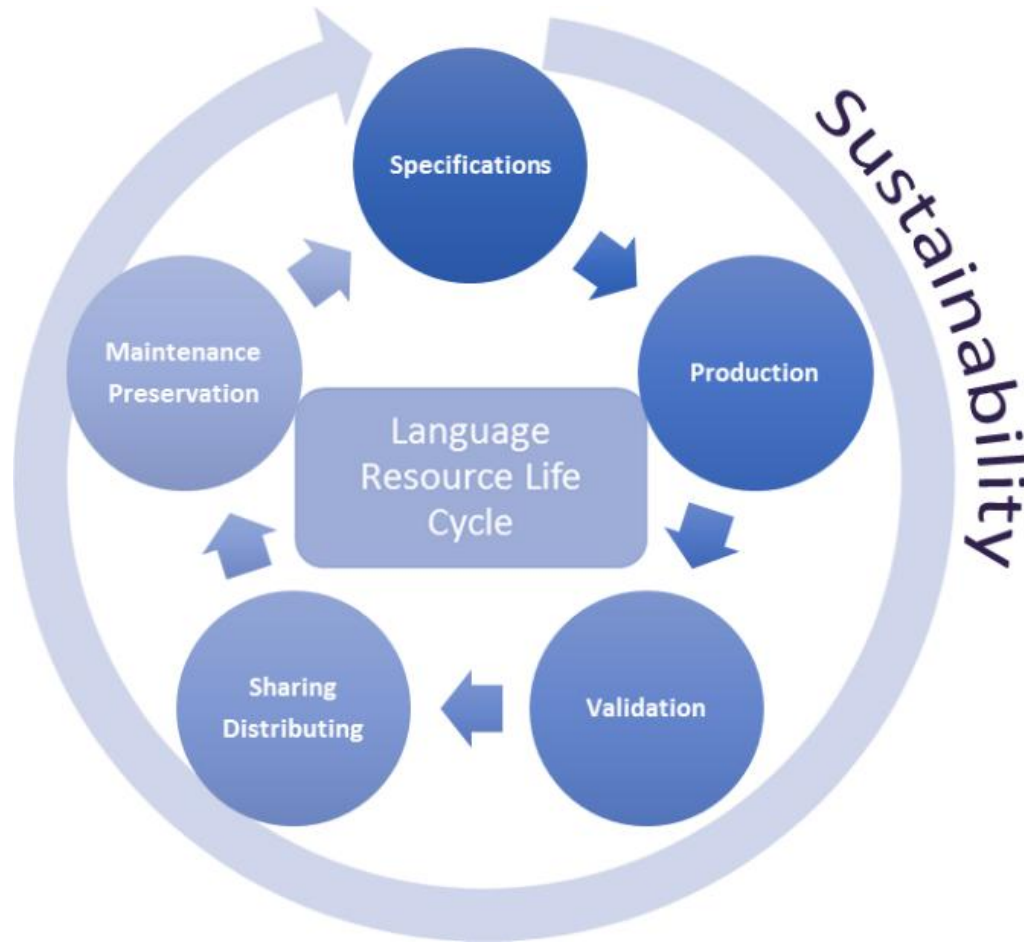 Specifications
Production
Validation
Sharing
Distributing
Maintenance
Preservation
Language
Resource Life
Cycle
Sustainability